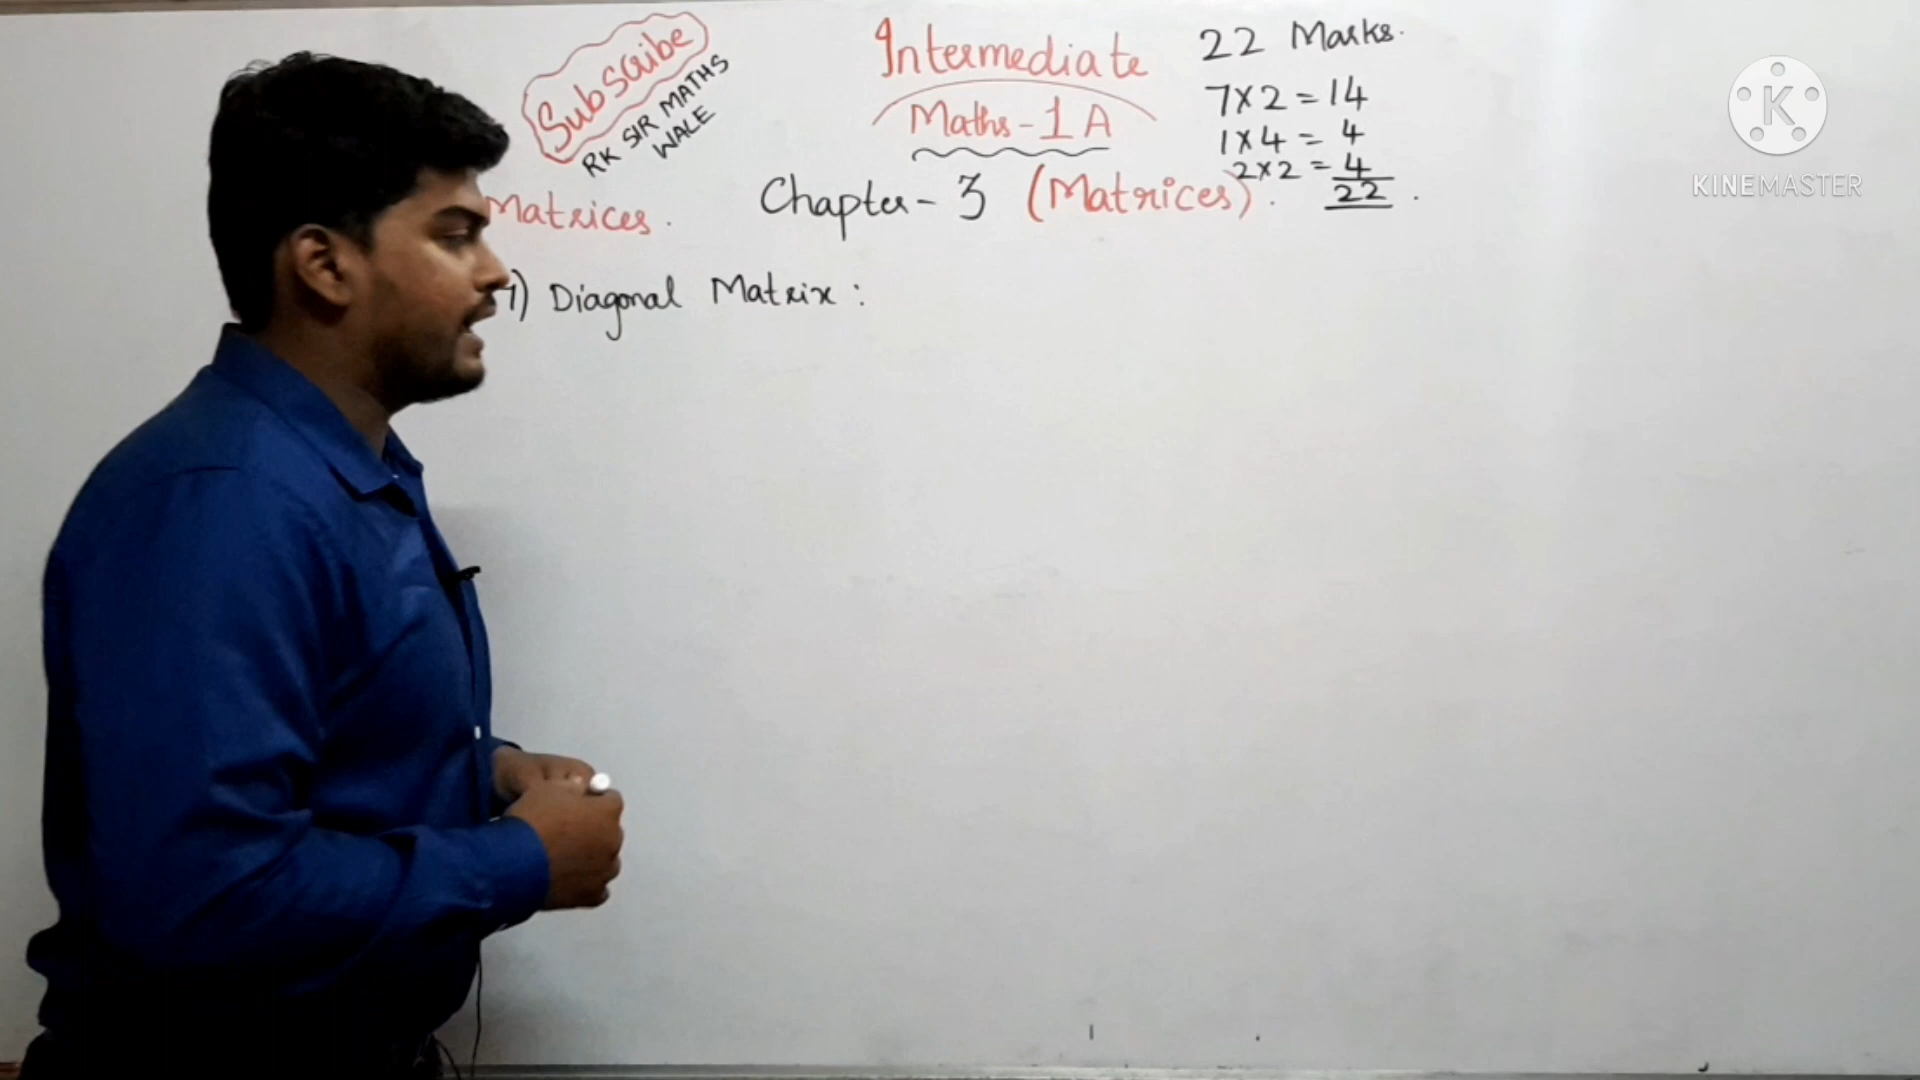 Subscribe
RK SIR MATHS
WALE
Intermediate
Maths-1A
22 Marks.
7×2=14
1×4=4
2×2=4
22.
Matrices.
Chapter-3 (Matrices).
) Diagonal Matrix:
KINEMASTER